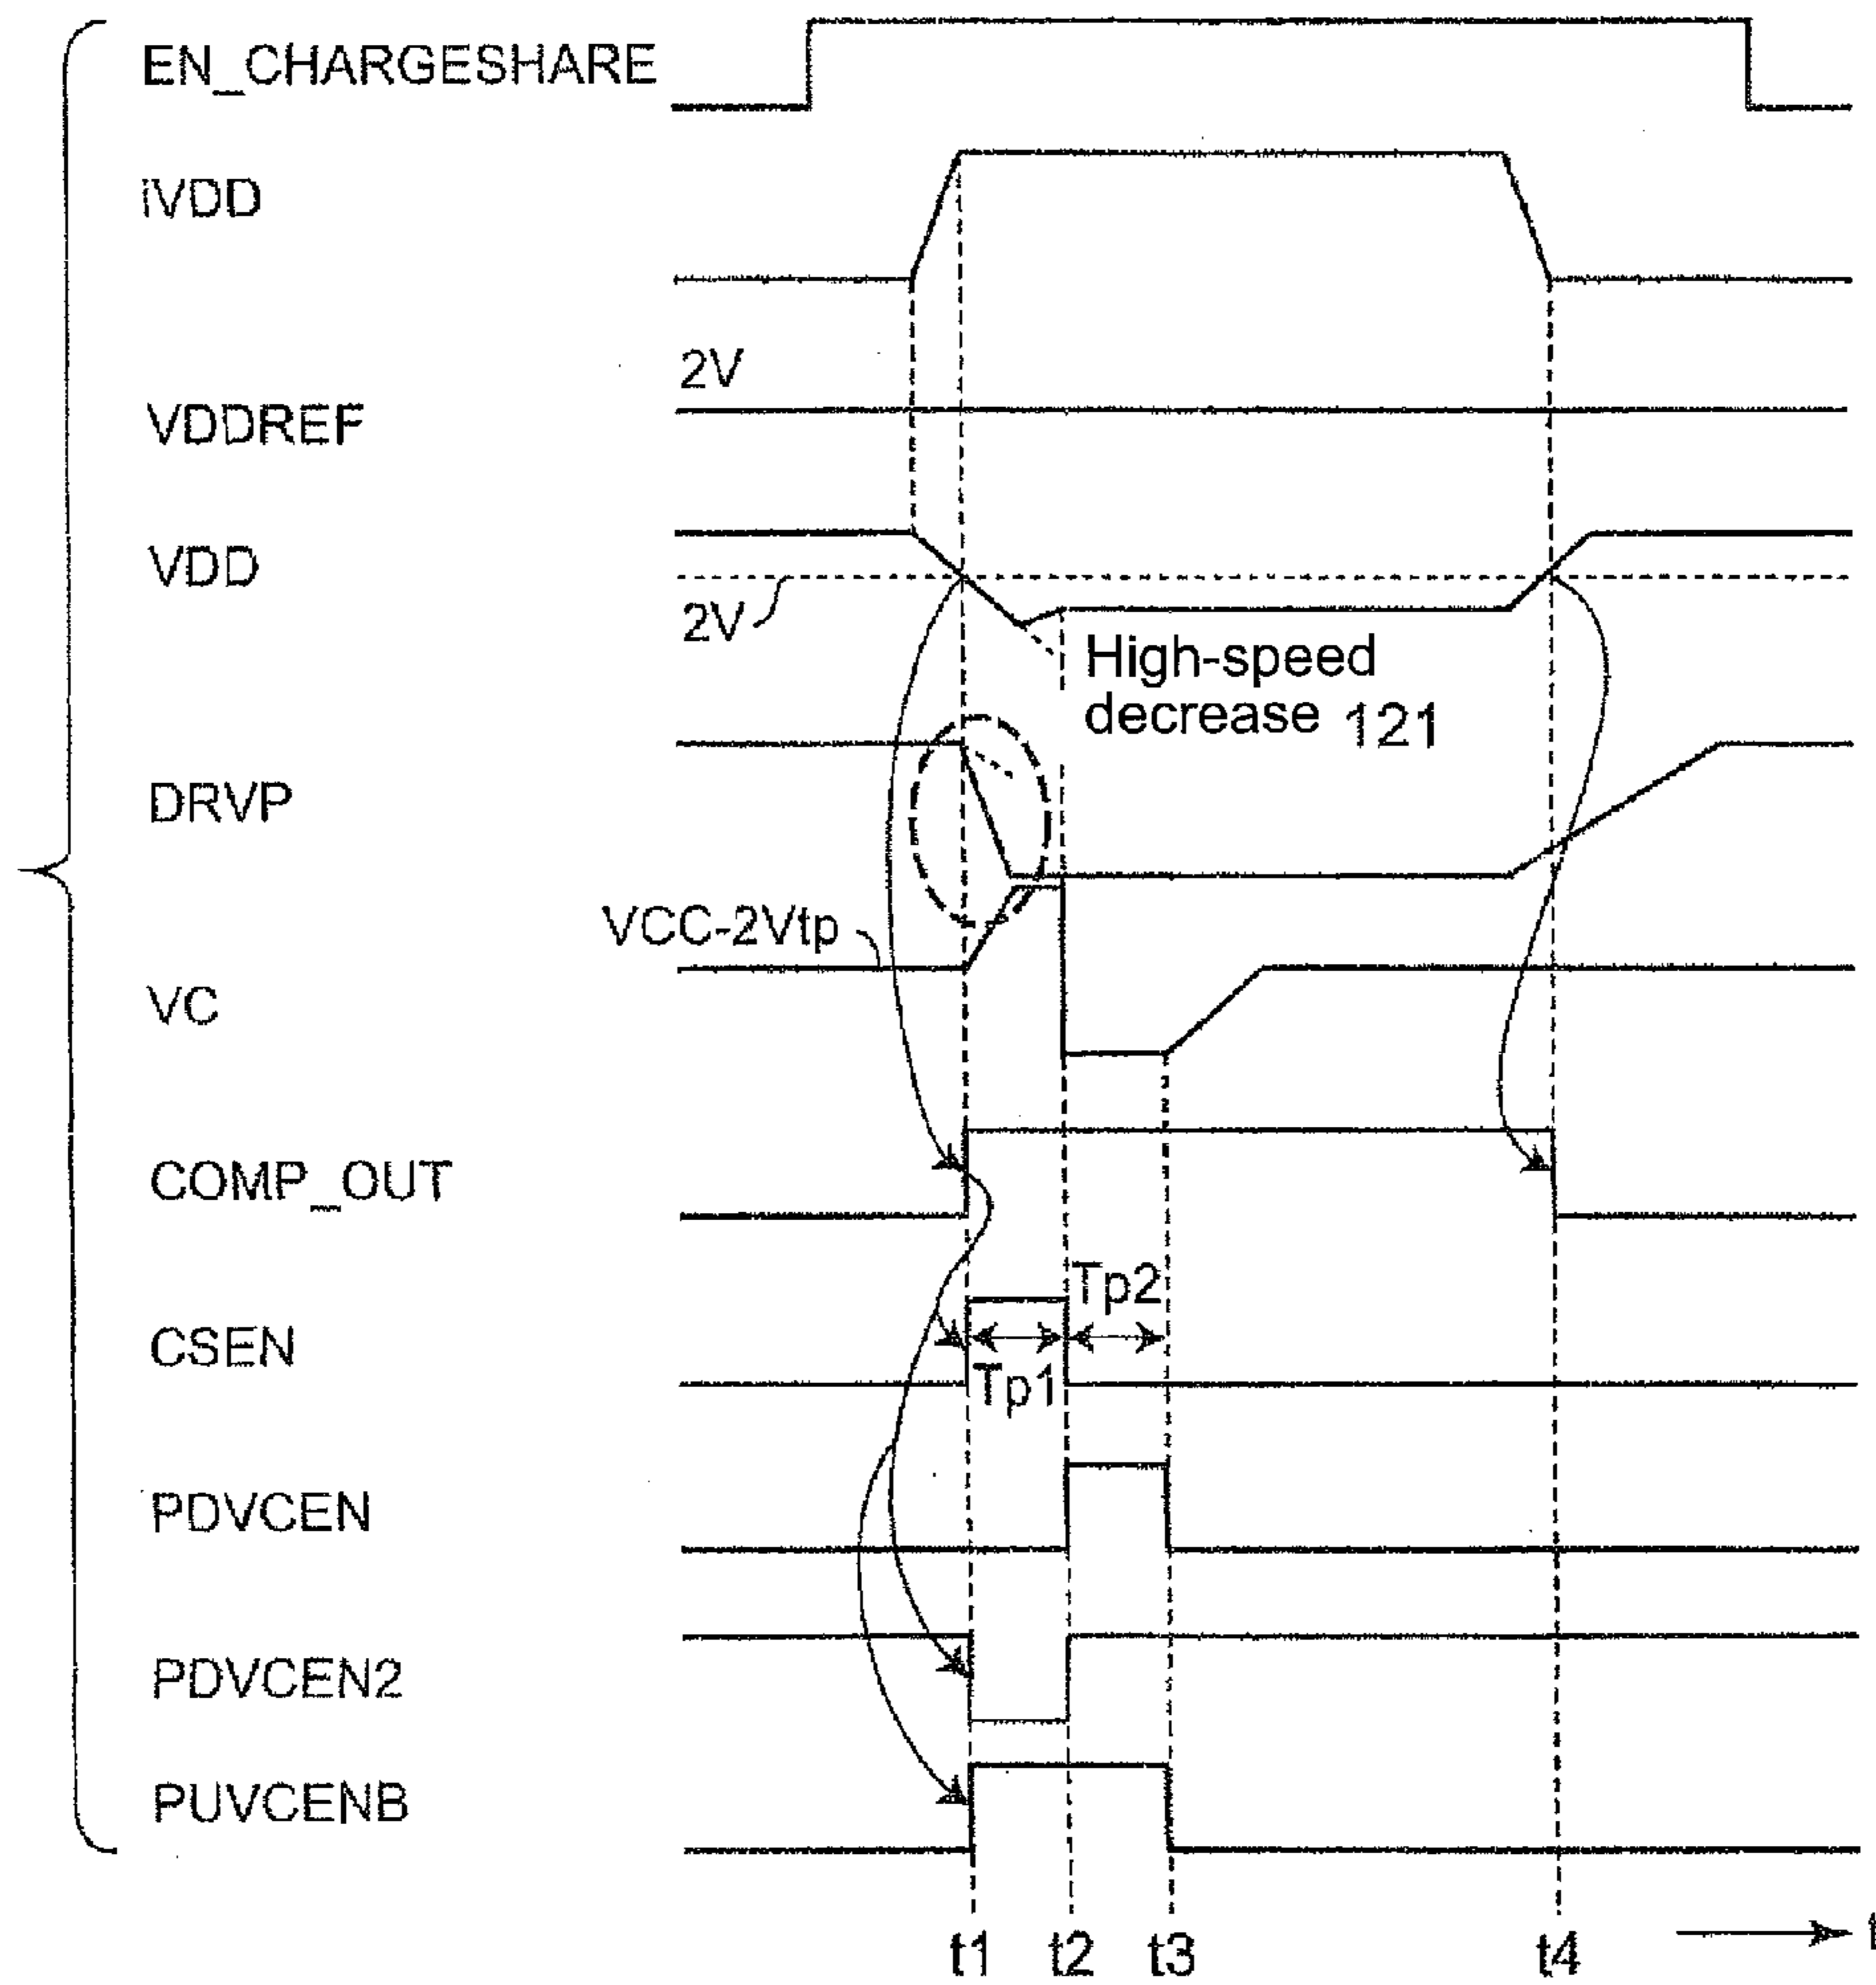 EN_CHARGESHARE
iVDD
2V
VDDREF
VDD
2V
High-speed
decrease 121
DRVP
VCC-2Vtp
VC
COMP_OUT
Tp2
CSEN
Tp1
PDVCEN
PDVCEN2
PUVCENB
t1 t2 t3 t4 t